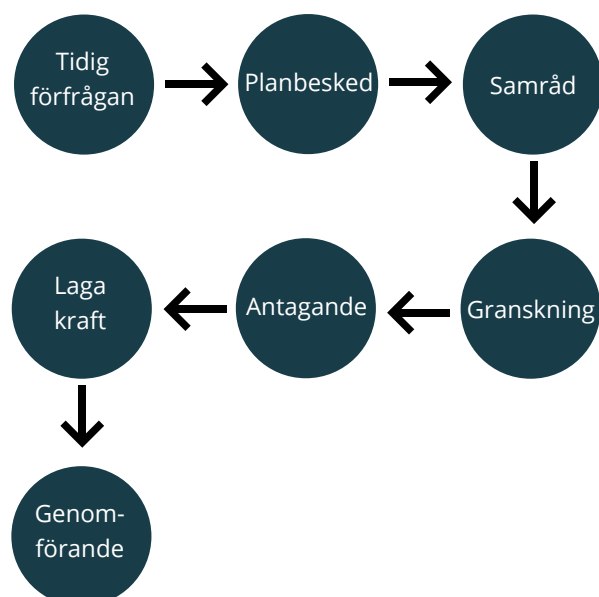 Tidig
förfrågan
Planbesked
Samråd
Granskning
Antagande
Laga
kraft
Genom-
förande